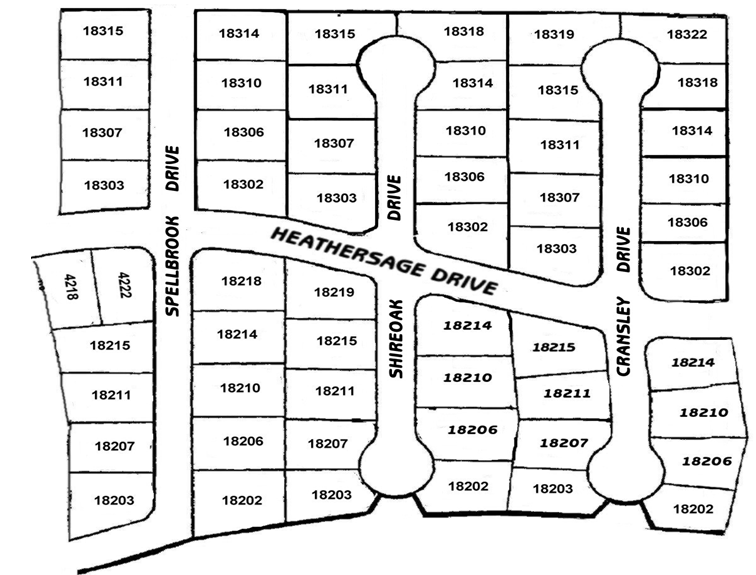 18315 18314 18315 18318 18319 18322
18311 18310 18311 18314 18315 18318
18307 18306 18307 18310 18311 18314
18303 18302 18303 18306 18307 18310
18302 18303 18306
18302
SPELLBROOK DRIVE
SHIREOAK DRIVE
CRANSLEY DRIVE
HEATHERSAGE DRIVE
4218 4222 18218 18219
18215 18214 18215 18214 18215 18214
18211 18210 18211 18210 18211 18210
18207 18206 18207 18206 18207 18206
18203 18202 18203 18202 18203 18202